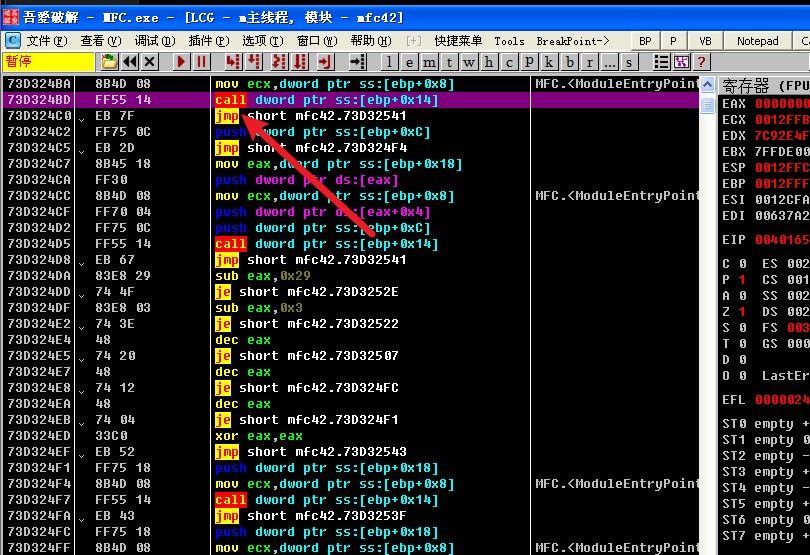 吾愛破解 - MFC.exe - [LCG - m主线程, 模块 - mfc42]
文件(F) 查看(V) 调试(D) 插件(P) 选项(T) 窗口(W) 帮助(H) [+] 快捷菜单 Tools BreakPoint-> BP P VB Notepad
暂停 l e m t w h c p k b r ... s ?
73D324BA 8B4D 08 mov ecx,dword ptr ss:[ebp+0x8] MFC.<ModuleEntryPoint
73D324BD FF55 14 call dword ptr ss:[ebp+0x14]
73D324C0 EB 7F jmp short mfc42.73D32541
73D324C2 FF75 0C push dword ptr ss:[ebp+0xC]
73D324C5 EB 2D jmp short mfc42.73D324F4
73D324C7 8B45 18 mov eax,dword ptr ss:[ebp+0x18]
73D324CA FF30 push dword ptr ds:[eax]
73D324CC 8B4D 08 mov ecx,dword ptr ss:[ebp+0x8] MFC.<ModuleEntryPoint
73D324CF FF70 04 push dword ptr ds:[eax+0x4]
73D324D2 FF75 0C push dword ptr ss:[ebp+0xC]
73D324D5 FF55 14 call dword ptr ss:[ebp+0x14]
73D324D8 EB 67 jmp short mfc42.73D32541
73D324DA 83E8 29 sub eax,0x29
73D324DD 74 4F je short mfc42.73D3252E
73D324DF 83E8 03 sub eax,0x3
73D324E2 74 3E je short mfc42.73D32522
73D324E4 48 dec eax
73D324E5 74 20 je short mfc42.73D32507
73D324E7 48 dec eax
73D324E8 74 12 je short mfc42.73D324FC
73D324EA 48 dec eax
73D324EB 74 04 je short mfc42.73D324F1
73D324ED 33C0 xor eax,eax
73D324EF EB 52 jmp short mfc42.73D32543
73D324F1 FF75 18 push dword ptr ss:[ebp+0x18]
73D324F4 8B4D 08 mov ecx,dword ptr ss:[ebp+0x8] MFC.<ModuleEntryPoint
73D324F7 FF55 14 call dword ptr ss:[ebp+0x14]
73D324FA EB 43 jmp short mfc42.73D3253F
73D324FC FF75 18 push dword ptr ss:[ebp+0x18]
73D324FF 8B4D 08 mov ecx,dword ptr ss:[ebp+0x8] MFC.<ModuleEntryPoint
寄存器 (FPU
EAX 0000000
ECX 0012FFB
EDX 7C92E4F
EBX 7FFDE00
ESP 0012FFC
EBP 0012FFF
ESI 0012CFA
EDI 00637A2
EIP 0040165
C 0 ES 002
P 1 CS 001
A 0 SS 002
Z 1 DS 002
S 0 FS 003
T 0 GS 000
D 0
O 0 LastEr
EFL 0000024
ST0 empty +
ST1 empty -
ST2 empty -
ST3 empty +
ST4 empty -
ST5 empty +
ST6 empty 0
ST7 empty -